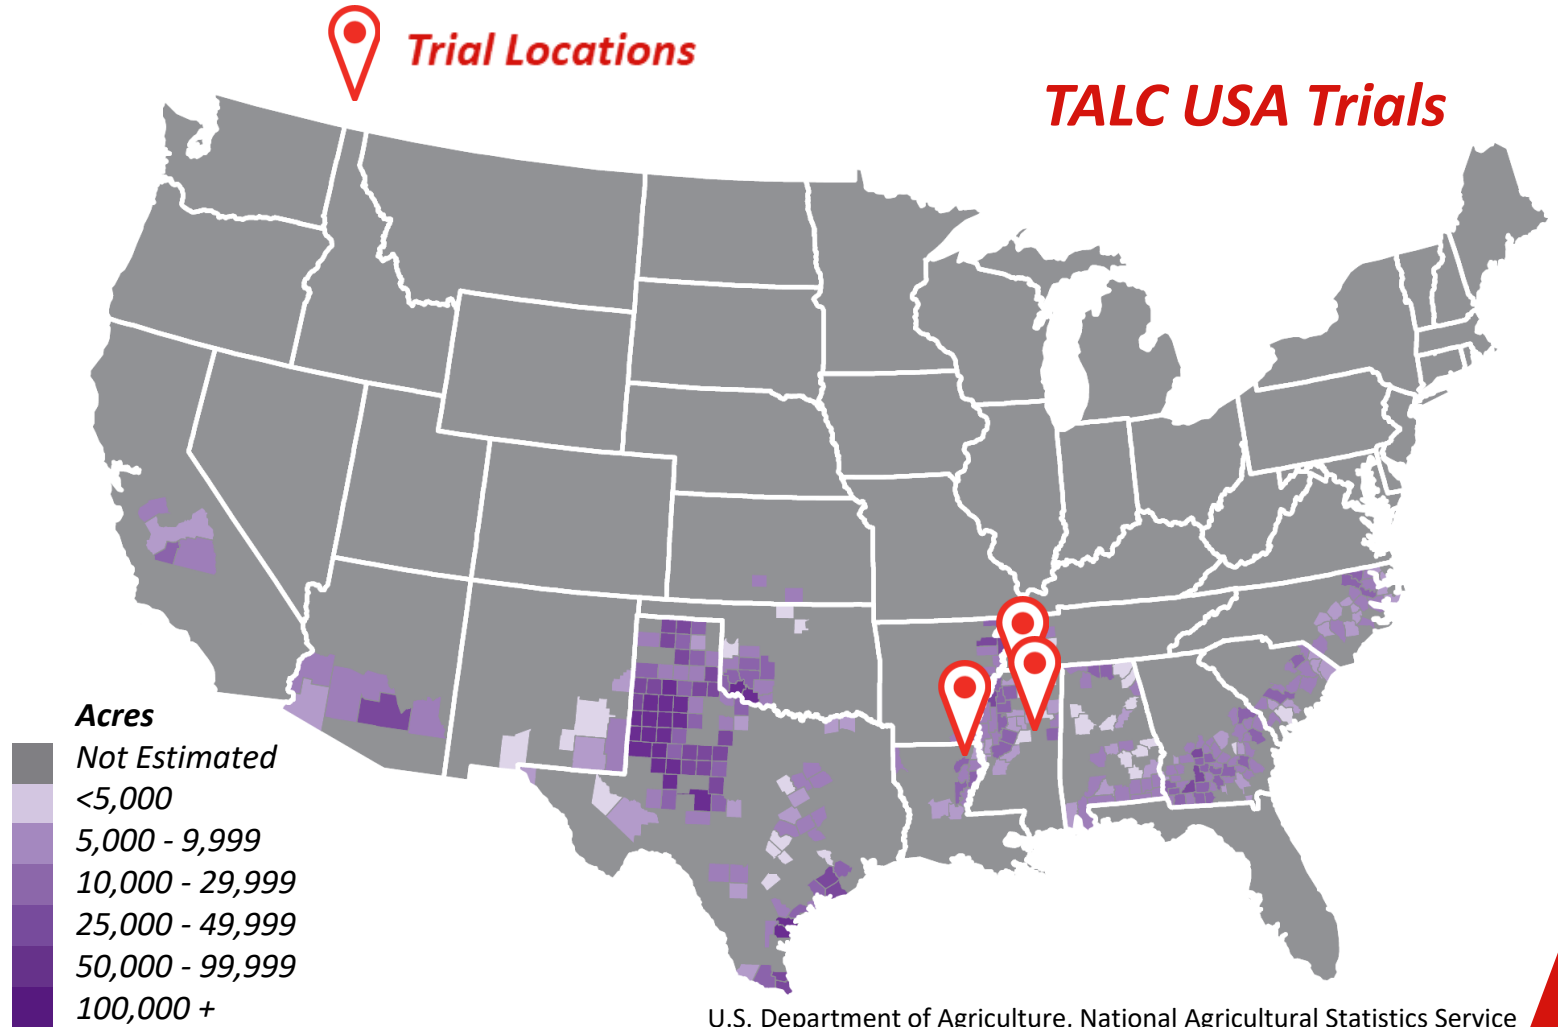 Trial Locations
TALC USA Trials
Acres
Not Estimated
<5,000
5,000 - 9,999
10,000 - 29,999
25,000 - 49,999
50,000 - 99,999
100,000 +
U.S. Department of Agriculture, National Agricultural Statistics Service